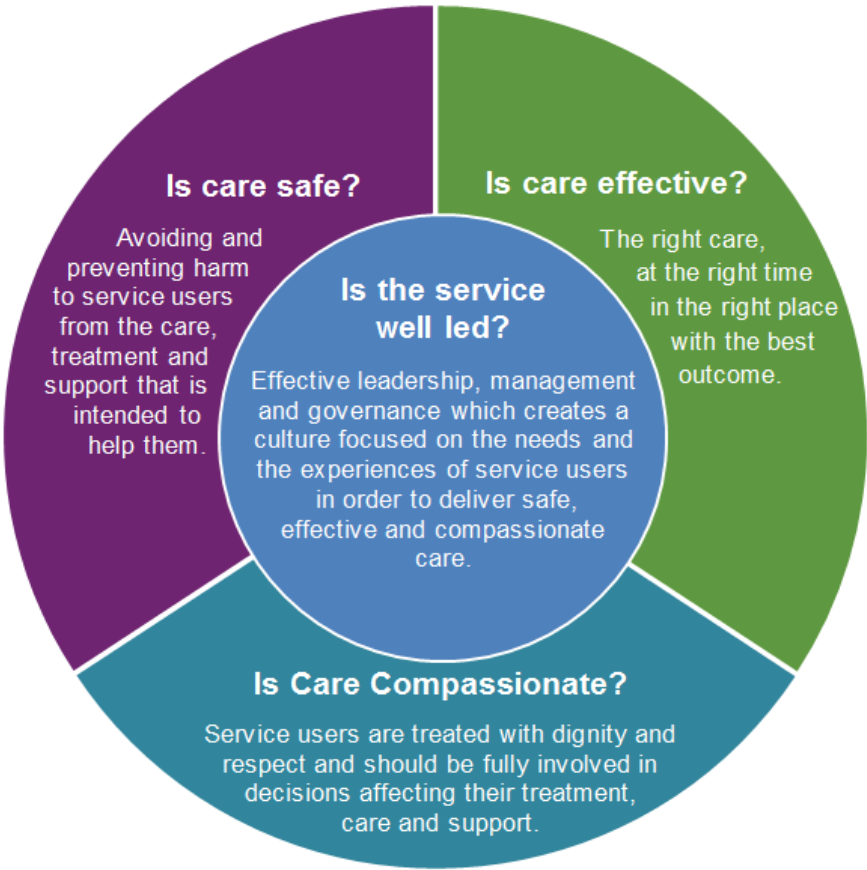 Is care safe?
Avoiding and
preventing harm
to service users
from the care,
treatment and
support that is
intended to
help them.
Is care effective?
The right care,
at the right time
in the right place
with the best
outcome.
Is the service
well led?
Effective leadership, management
and governance which creates a
culture focused on the needs and
the experiences of service users
in order to deliver safe,
effective and compassionate
care.
Is Care Compassionate?
Service users are treated with dignity and
respect and should be fully involved in
decisions affecting their treatment,
care and support.